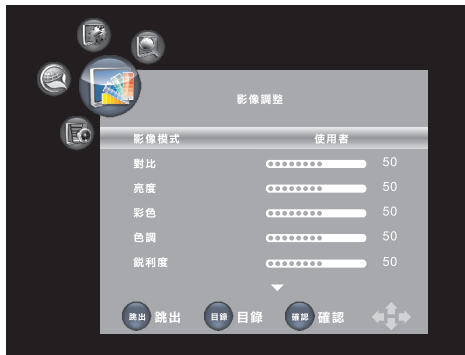 影像調整
影像模式 使用者
對比 50
亮度 50
彩色 50
色調 50
銳利度 50
跳出 跳出 目錄 目錄 確認 確認